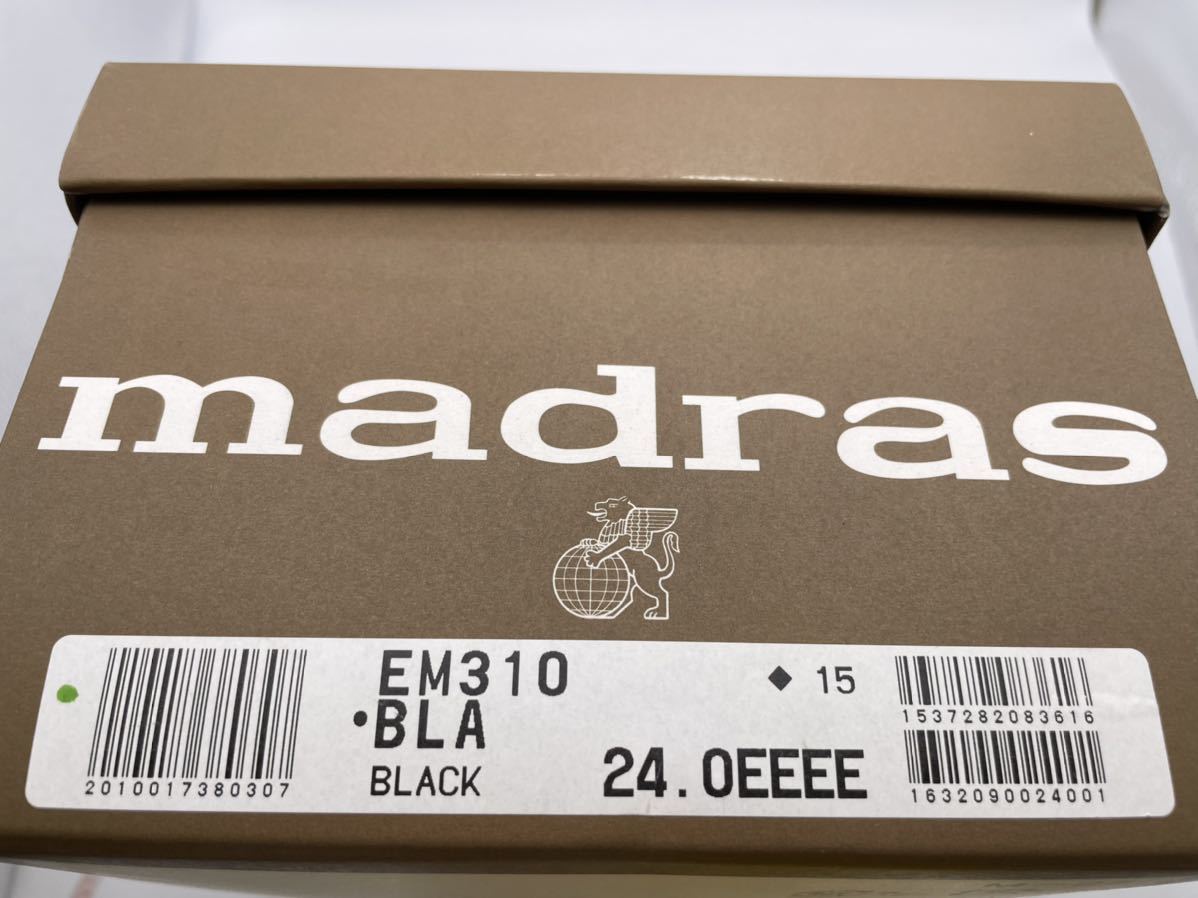 madras
EM310
•BLA
BLACK
◆ 15
24.0EEEE
2010017380307
1537282083616
1632090024001